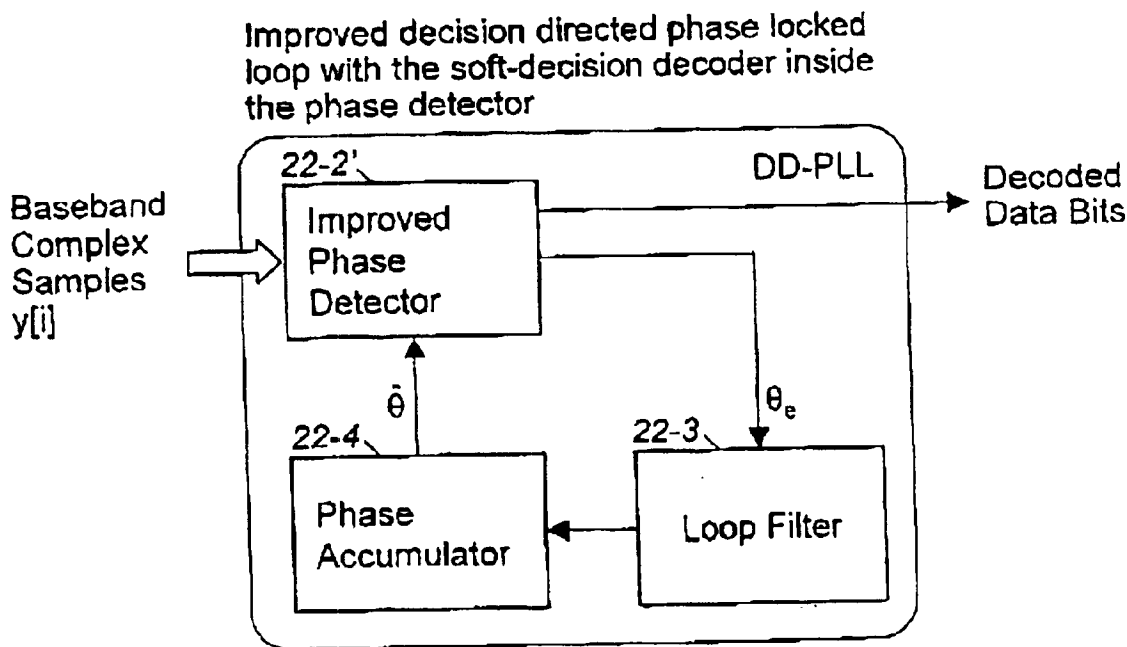 Improved decision directed phase locked
loop with the soft-decision decoder inside
the phase detector
22-2'
DD-PLL
Baseband
Complex
Samples
y[i]
Improved
Phase
Detector
Decoded
Data Bits
θ̂
θe
22-4
22-3
Phase
Accumulator
Loop Filter